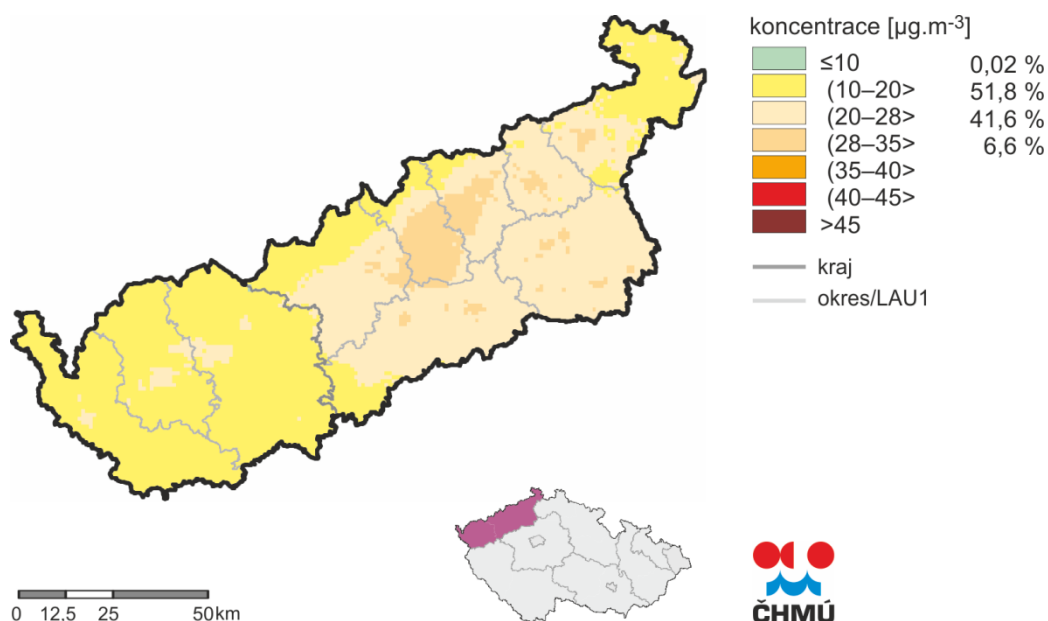 koncentrace [µg.m-3]
≤10 0,02 %
(10–20> 51,8 %
(20–28> 41,6 %
(28–35> 6,6 %
(35–40>
(40–45>
>45
kraj
okres/LAU1
0 12.5 25 50km
ČHMÚ